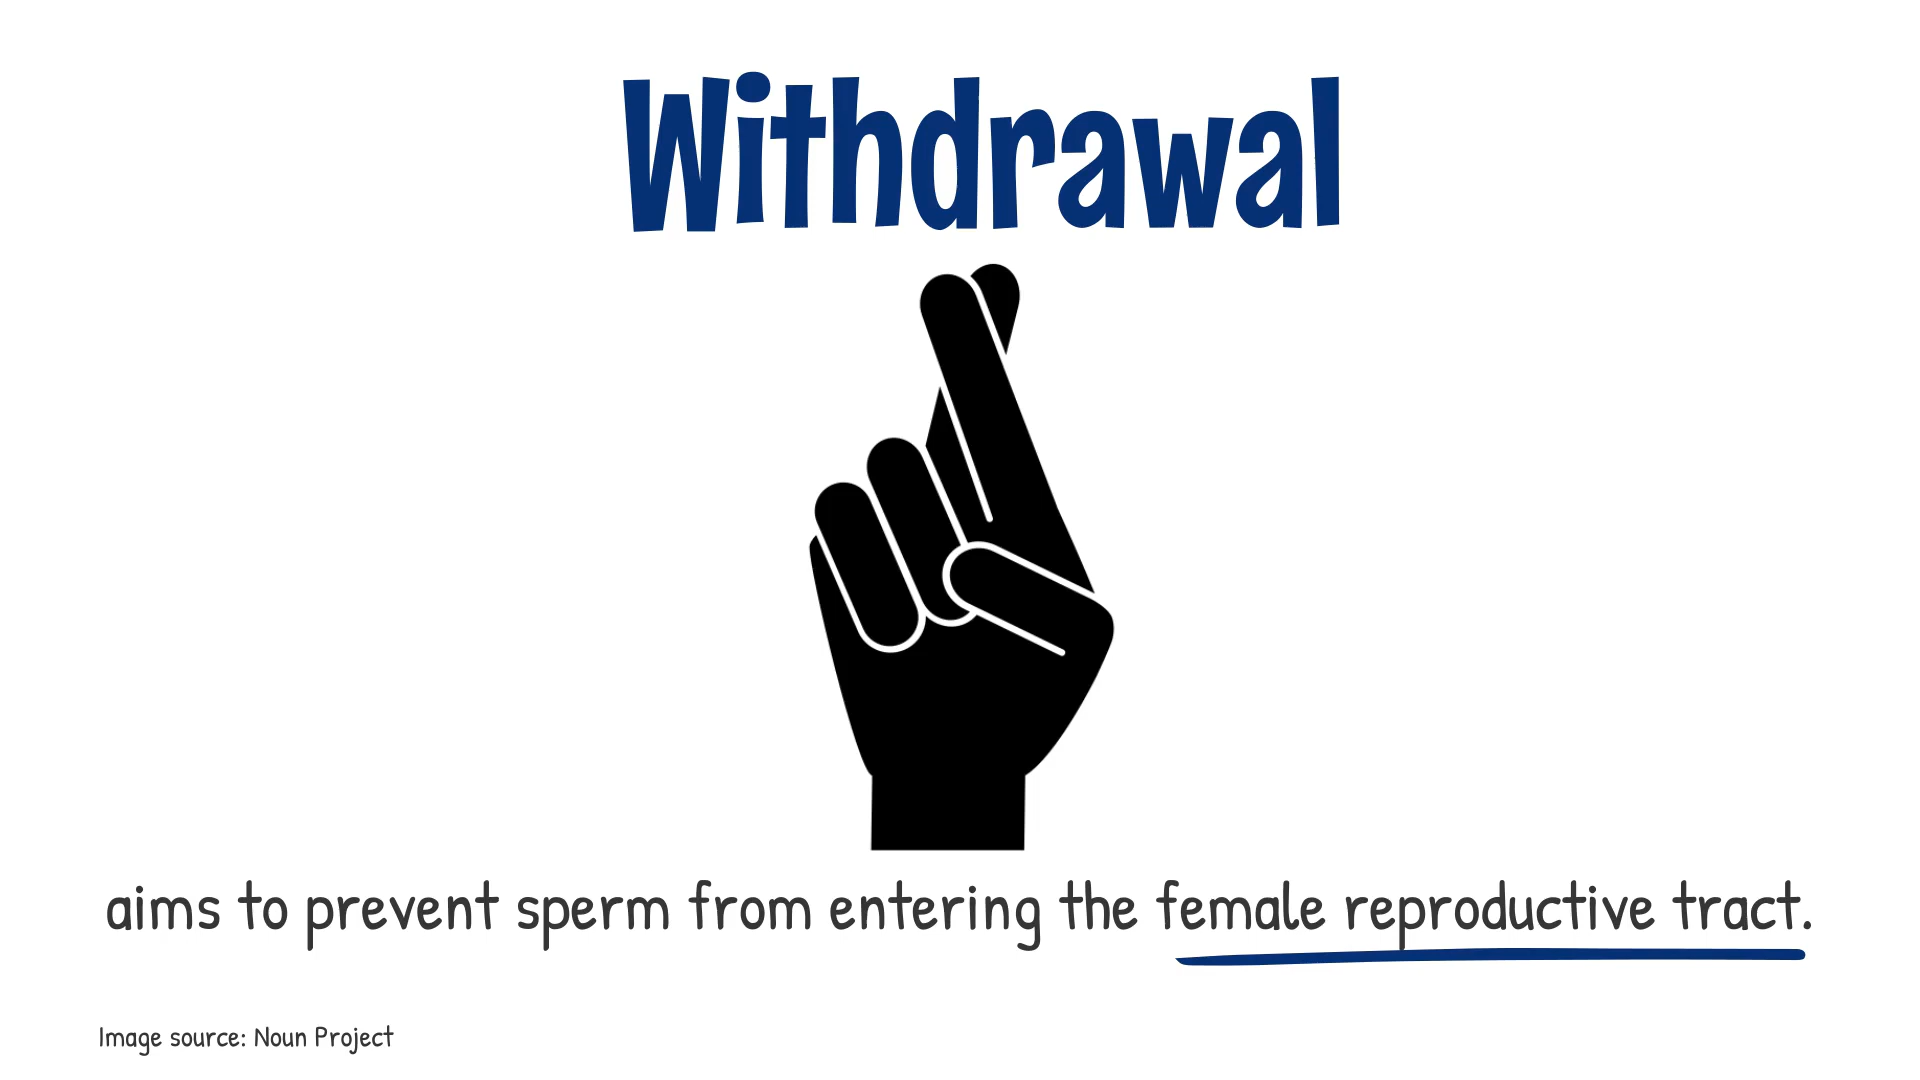 Withdrawal
aims to prevent sperm from entering the female reproductive tract.
Image source: Noun Project